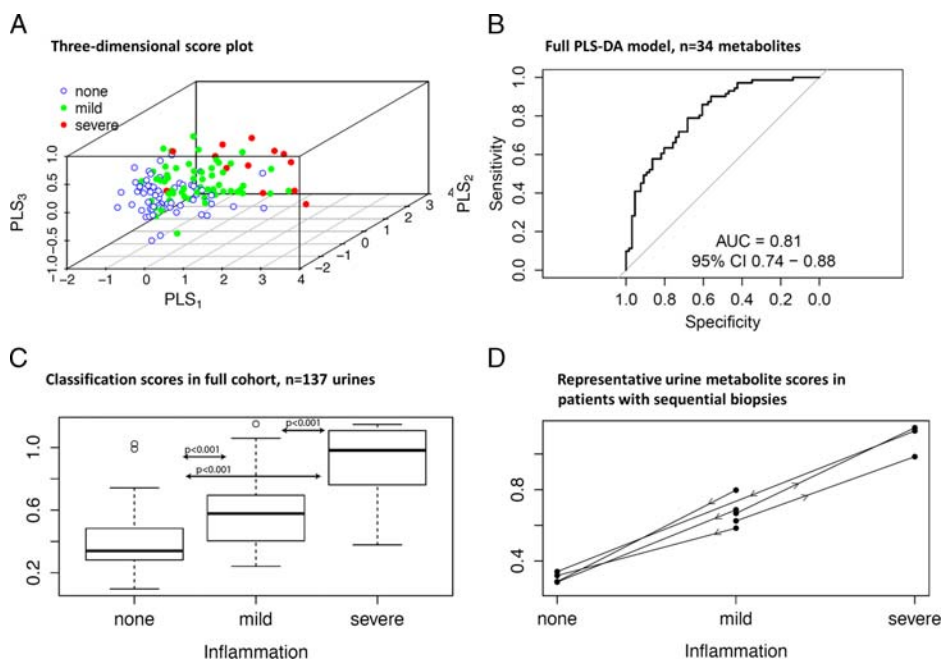 A
Three-dimensional score plot
none
mild
severe
1.0
0.5
0.0
−0.5
−1.0
PLS3
−2 −1 0 1 2 3 4
PLS1
−2
−1
0
1
2
3
4
PLS2
B
Full PLS-DA model, n=34 metabolites
1.0
0.8
0.6
0.4
0.2
0.0
Sensitivity
AUC = 0.81
95% CI 0.74 − 0.88
1.0 0.8 0.6 0.4 0.2 0.0
Specificity
C
Classification scores in full cohort, n=137 urines
1.0
0.6
0.4
0.2
p<0.001
p<0.001
p<0.001
none mild severe
Inflammation
D
Representative urine metabolite scores in
patients with sequential biopsies
0.8
0.4
none mild severe
Inflammation